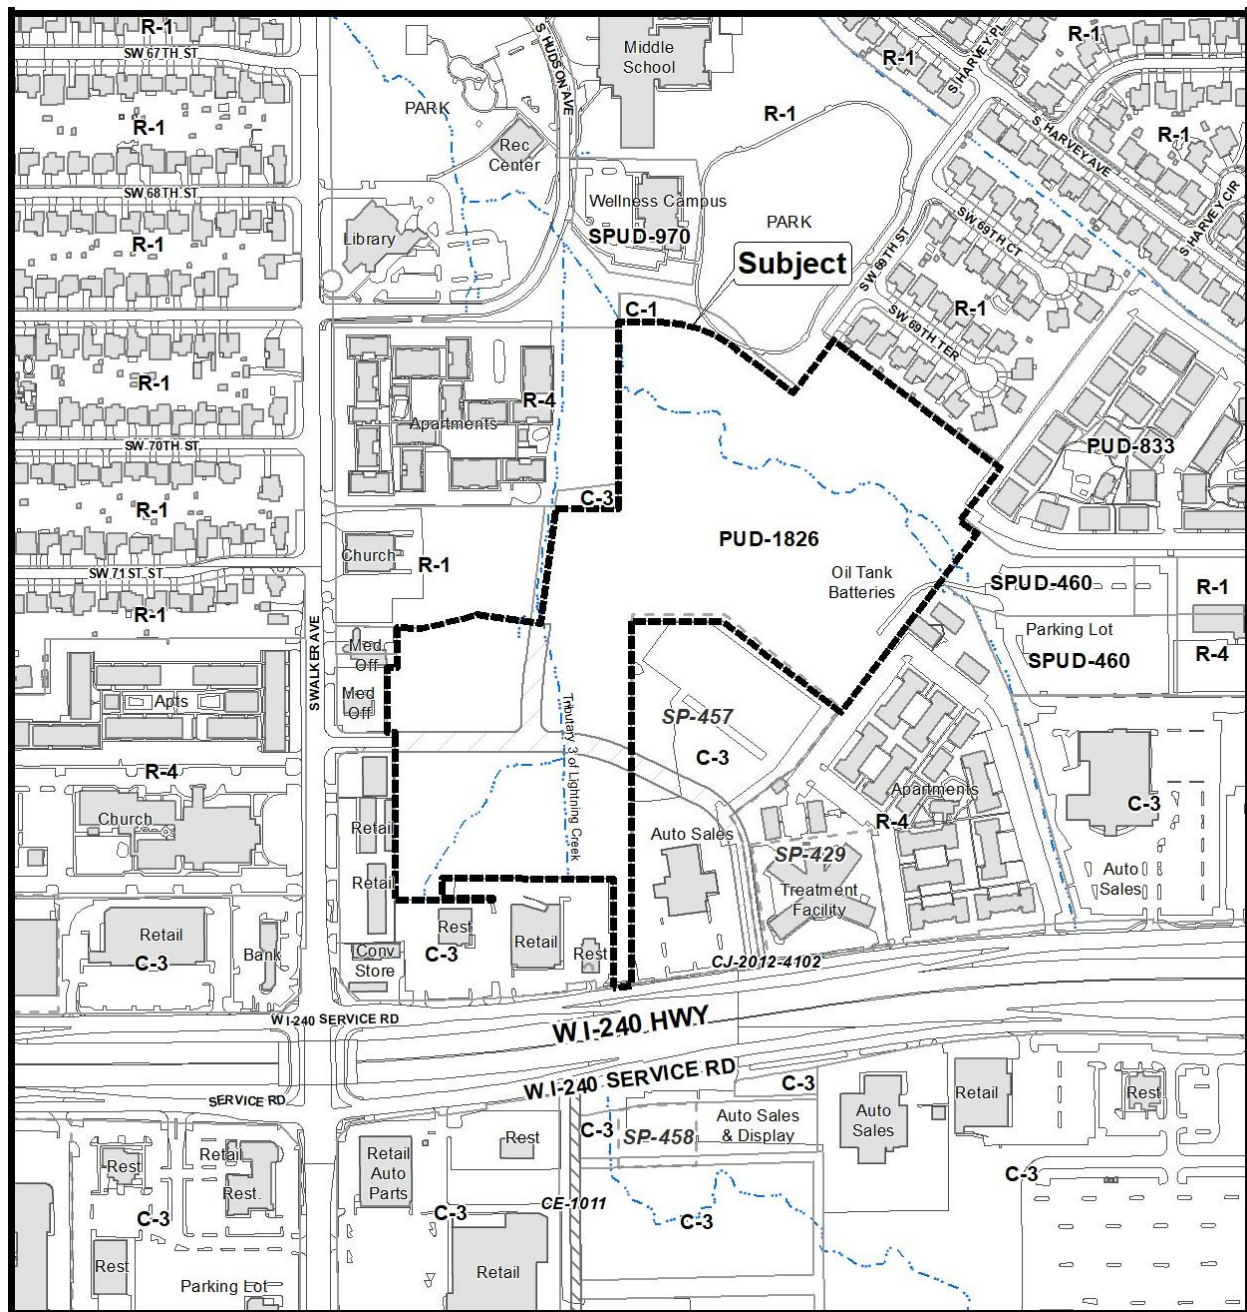 R-1
SW 67TH ST
R-1
SW 68TH ST
R-1
R-1
SW 70TH ST
R-1
SW 71ST ST
R-1
PARK
S HUDSON AVE
Middle
School
Rec
Center
Library
Wellness Campus
SPUD-970
R-1
PARK
Subject
R-1
S HARVEY PL
R-1
S HARVEY AVE
R-1
S HARVEY CIR
SW 69TH CT
SW 69TH ST
R-1
SW 69TH TER
C-1
R-4
Apartments
C-3
PUD-833
PUD-1826
Church
R-1
Oil Tank
Batteries
SPUD-460
R-1
Parking Lot
SPUD-460
R-4
S WALKER AVE
Med
Off
Med
Off
Apts
Tributary 3 of Lightning Creek
SP-457
C-3
R-4
Church
Retail
Retail
Auto Sales
Apartments
R-4
C-3
SP-429
Treatment
Facility
Auto
Sales
Retail
C-3
Bank
Conv
Store
Rest
C-3
Retail
Rest
CJ-2012-4102
W I-240 SERVICE RD
W I-240 HWY
W I-240 SERVICE RD
SERVICE RD
C-3
Rest
Retail
Rest.
C-3
Retail
Auto
Parts
Rest
C-3
SP-458
Auto Sales
& Display
Auto
Sales
Retail
Rest
C-3
CE-1011
C-3
C-3
Rest
Parking Lot
Retail